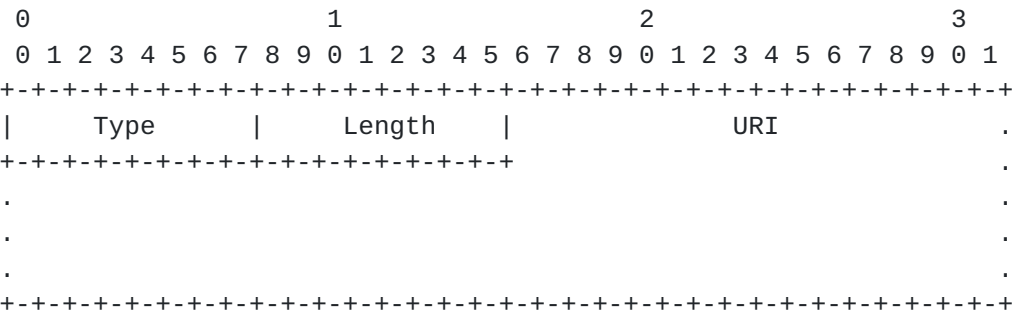 0                   1                   2                   3
 0 1 2 3 4 5 6 7 8 9 0 1 2 3 4 5 6 7 8 9 0 1 2 3 4 5 6 7 8 9 0 1
+-+-+-+-+-+-+-+-+-+-+-+-+-+-+-+-+-+-+-+-+-+-+-+-+-+-+-+-+-+-+-+-+
|     Type      |     Length    |              URI              .
+-+-+-+-+-+-+-+-+-+-+-+-+-+-+-+-+                               .
.                                                               .
.                                                               .
.                                                               .
+-+-+-+-+-+-+-+-+-+-+-+-+-+-+-+-+-+-+-+-+-+-+-+-+-+-+-+-+-+-+-+-+